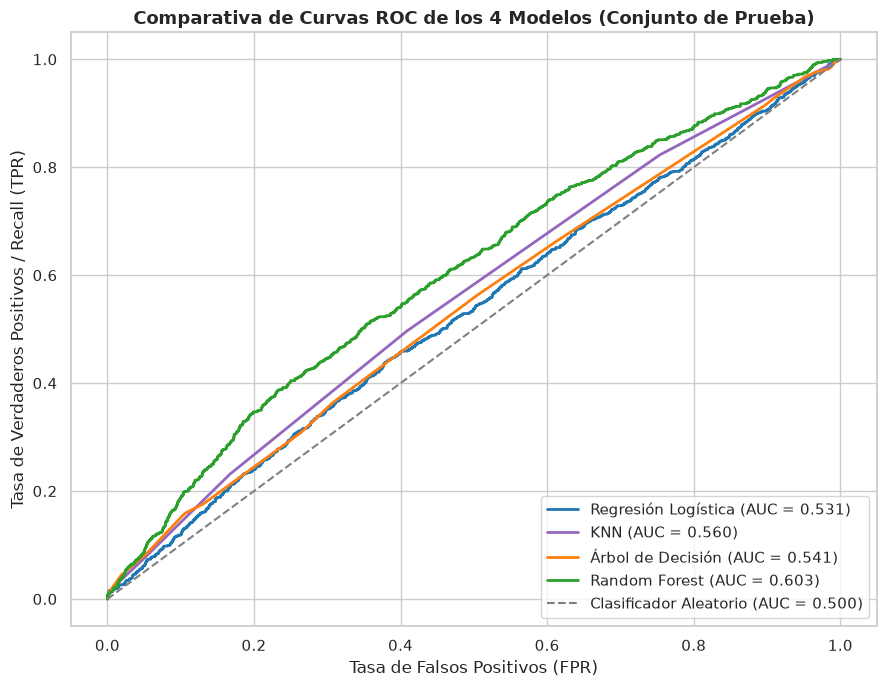 Comparativa de Curvas ROC de los 4 Modelos (Conjunto de Prueba)
Tasa de Verdaderos Positivos / Recall (TPR)
1.0
0.8
0.6
0.4
0.2
0.0
Regresión Logística (AUC = 0.531)
KNN (AUC = 0.560)
Árbol de Decisión (AUC = 0.541)
Random Forest (AUC = 0.603)
Clasificador Aleatorio (AUC = 0.500)
0.0 0.2 0.4 0.6 0.8 1.0
Tasa de Falsos Positivos (FPR)